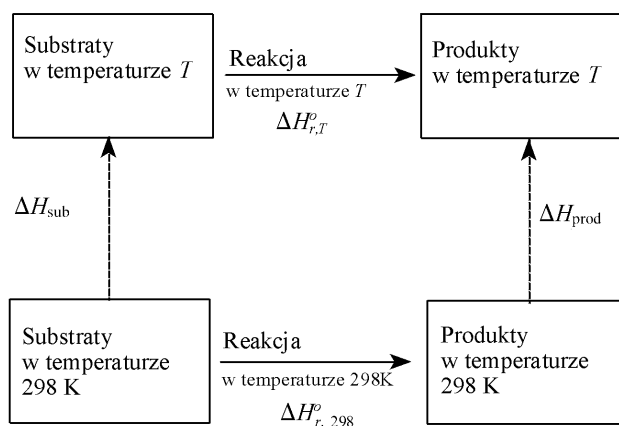 Substraty
w temperaturze T
Reakcja
w temperaturze T
ΔH°r,T
Produkty
w temperaturze T
ΔHsub
ΔHprod
Substraty
w temperaturze
298 K
Reakcja
w temperaturze 298K
ΔH°r, 298
Produkty
w temperaturze
298 K